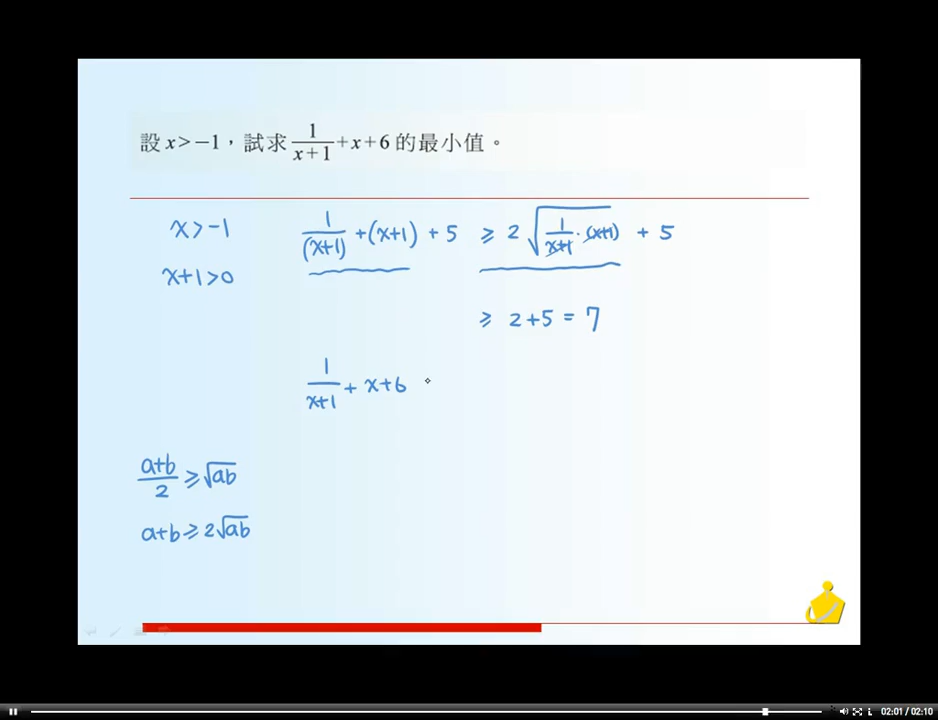 設 x > −1，試求 1/(x+1) + x + 6 的最小值。
x > -1
1/(x+1) + (x+1) + 5 ≥ 2√(1/(x+1)·(x+1)) + 5
x+1 > 0
≥ 2+5 = 7
1/(x+1) + x+6
(a+b)/2 ≥ √ab
a+b ≥ 2√ab
02:01 / 02:10